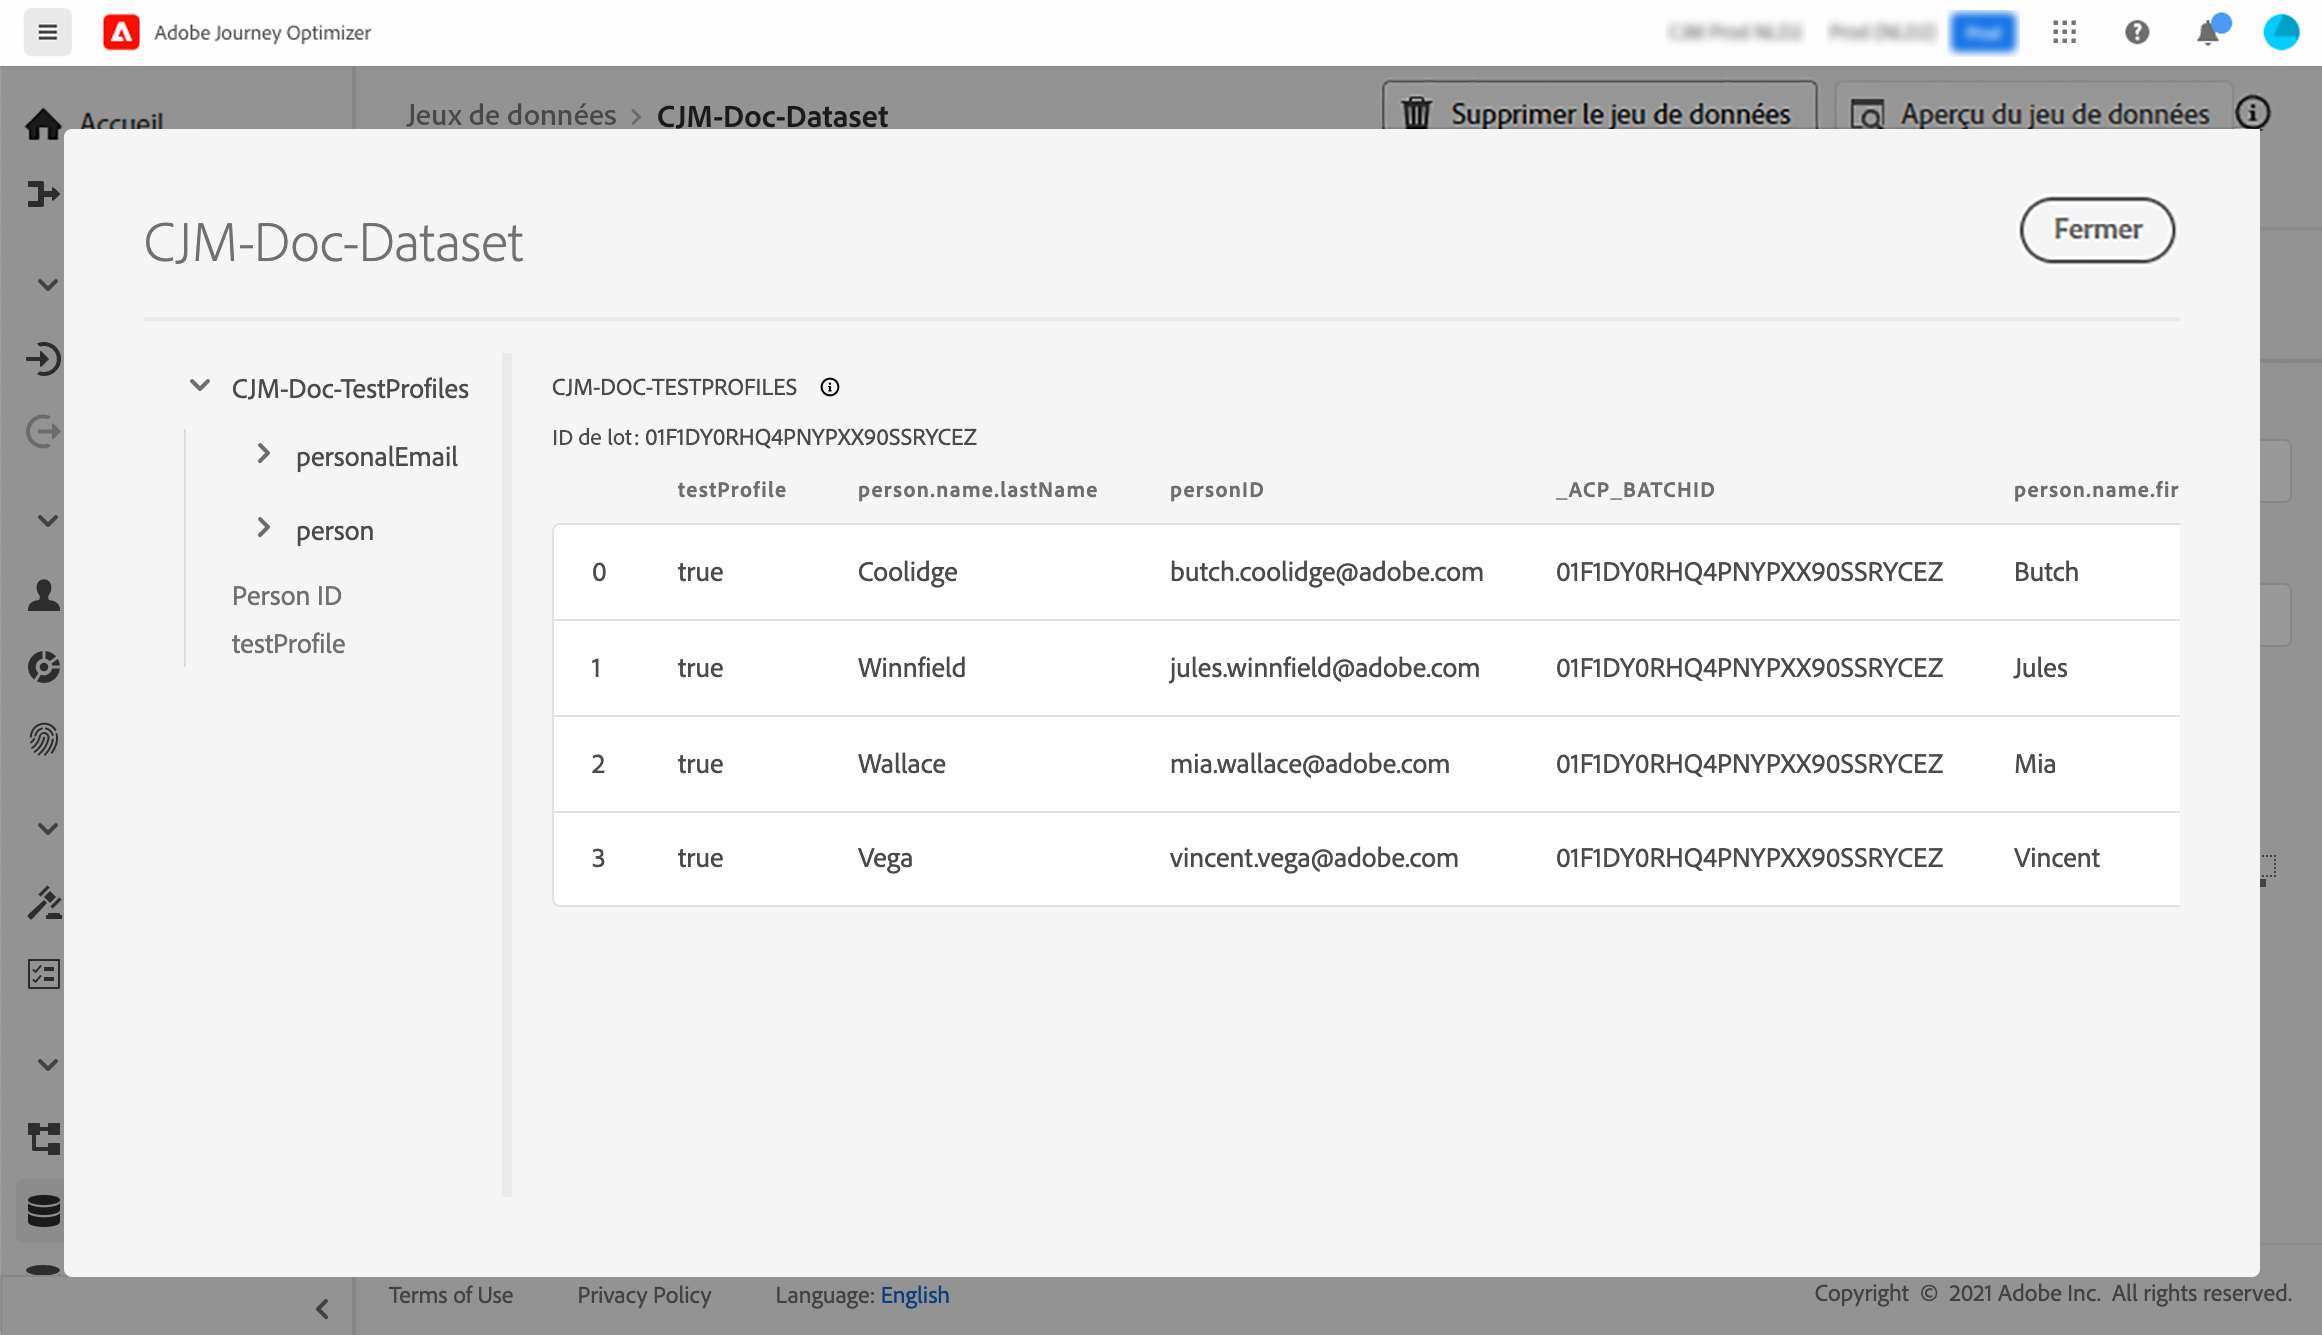 Adobe Journey Optimizer
Accueil
Jeux de données > CJM-Doc-Dataset
Supprimer le jeu de données
Aperçu du jeu de données
CJM-Doc-Dataset
Fermer
CJM-Doc-TestProfiles
personalEmail
person
Person ID
testProfile
CJM-DOC-TESTPROFILES
ID de lot: 01F1DY0RHQ4PNYPXX90SSRYCEZ
testProfile person.name.lastName personID _ACP_BATCHID person.name.fir
0 true Coolidge butch.coolidge@adobe.com 01F1DY0RHQ4PNYPXX90SSRYCEZ Butch
1 true Winnfield jules.winnfield@adobe.com 01F1DY0RHQ4PNYPXX90SSRYCEZ Jules
2 true Wallace mia.wallace@adobe.com 01F1DY0RHQ4PNYPXX90SSRYCEZ Mia
3 true Vega vincent.vega@adobe.com 01F1DY0RHQ4PNYPXX90SSRYCEZ Vincent
Terms of Use Privacy Policy Language: English
Copyright © 2021 Adobe Inc. All rights reserved.